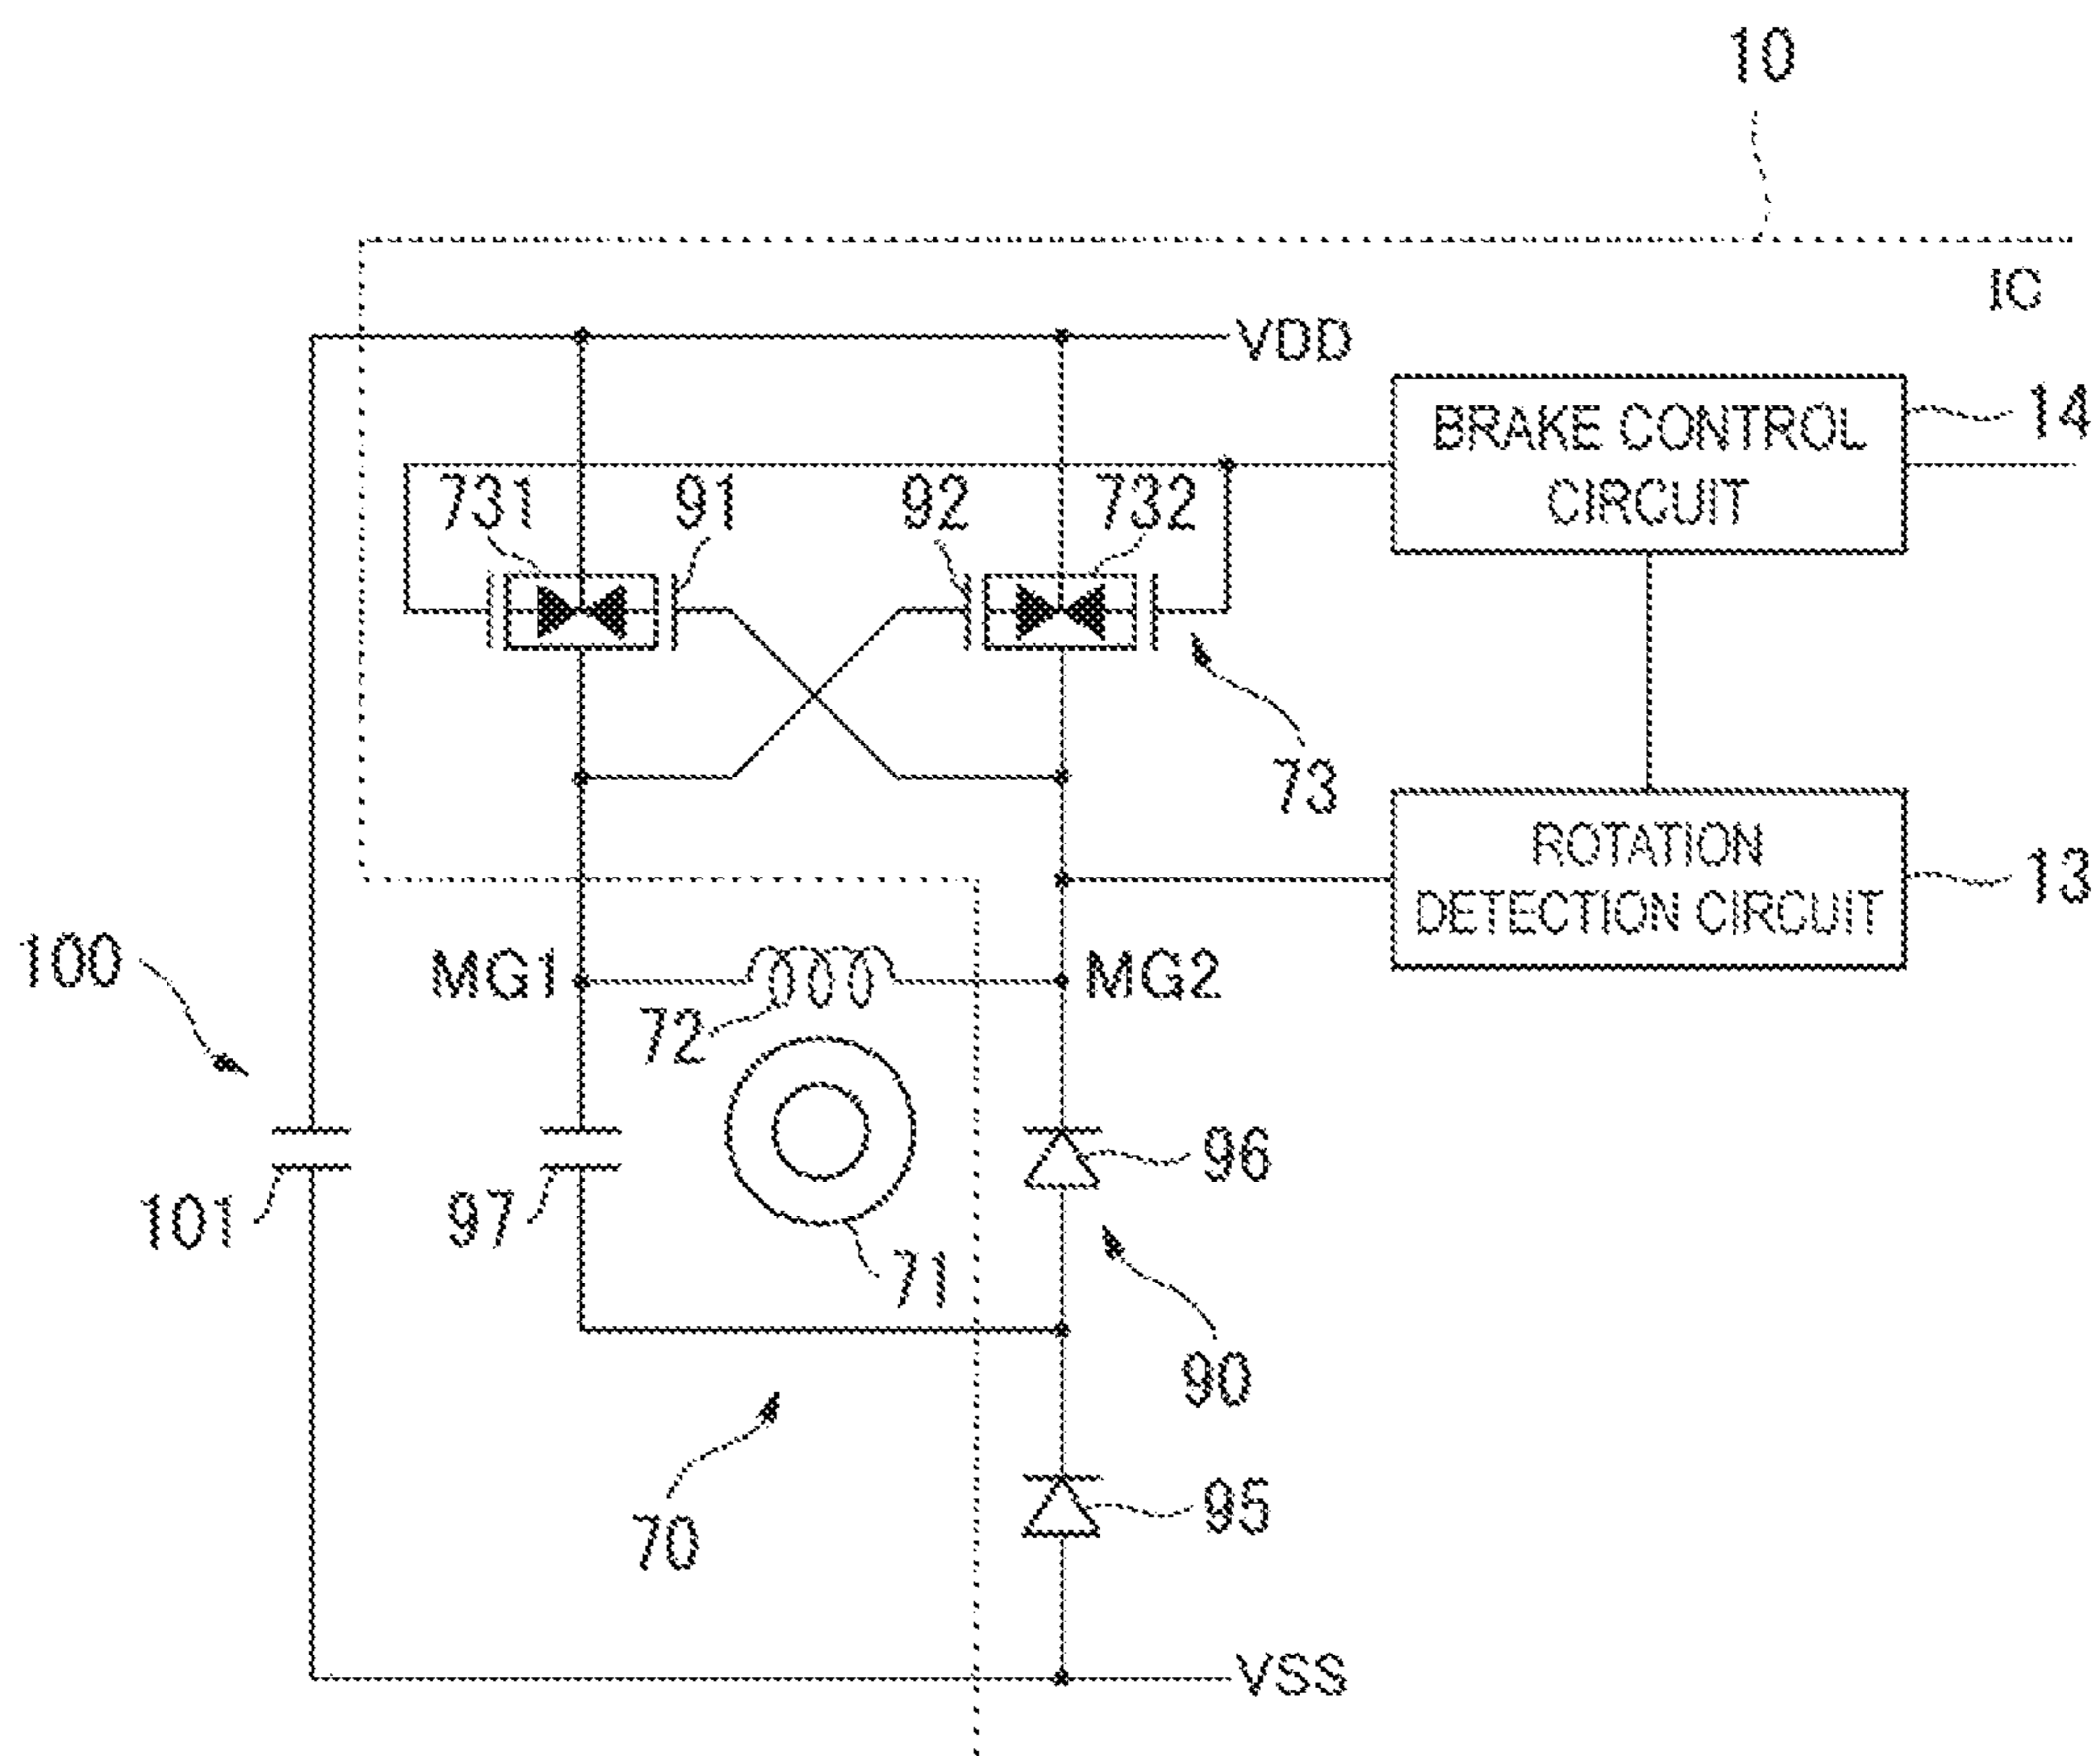 10
IC
VDD
BRAKE CONTROL
CIRCUIT
14
731
91
92
732
73
ROTATION
DETECTION CIRCUIT
13
100
MG1
MG2
72
96
101
97
71
90
95
70
VSS